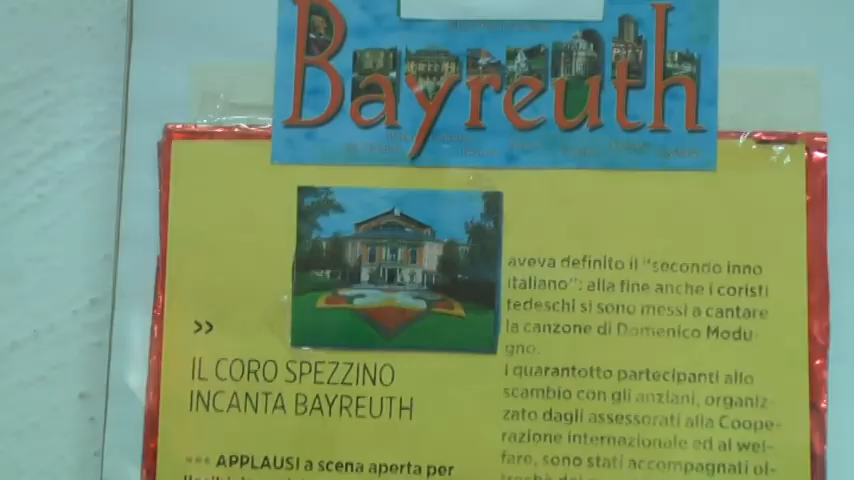 Bayreuth
>>
IL CORO SPEZZINO
INCANTA BAYREUTH
APPLAUSI a scena aperta per
aveva definito il "secondo inno
italiano": alla fine anche i coristi
tedeschi si sono messi a cantare
la canzone di Domenico Modu-
gno.
I quarantotto partecipanti allo
scambio con gli anziani, organiz-
zato dagli assessorati alla Coope-
razione internazionale ed al wel-
fare, sono stati accompagnati ol-